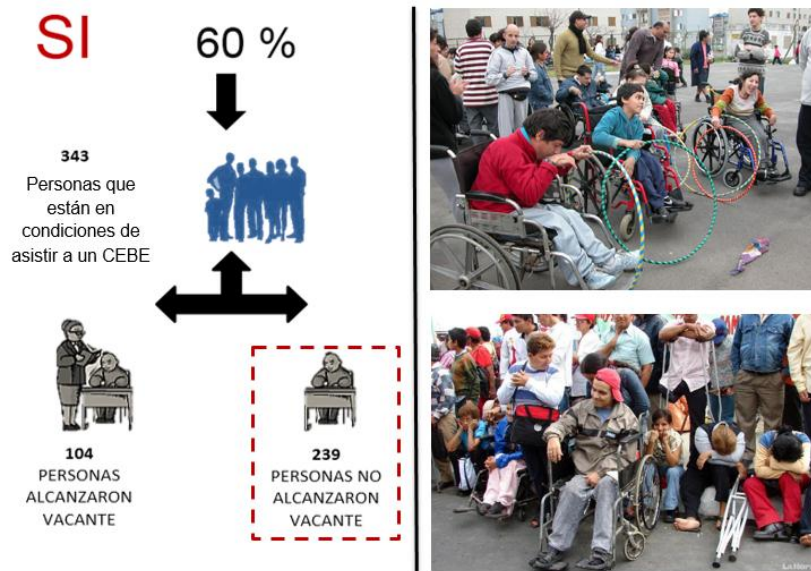 SI
60 %
343
Personas que
están en
condiciones de
asistir a un CEBE
104
PERSONAS
ALCANZARON
VACANTE
239
PERSONAS NO
ALCANZARON
VACANTE